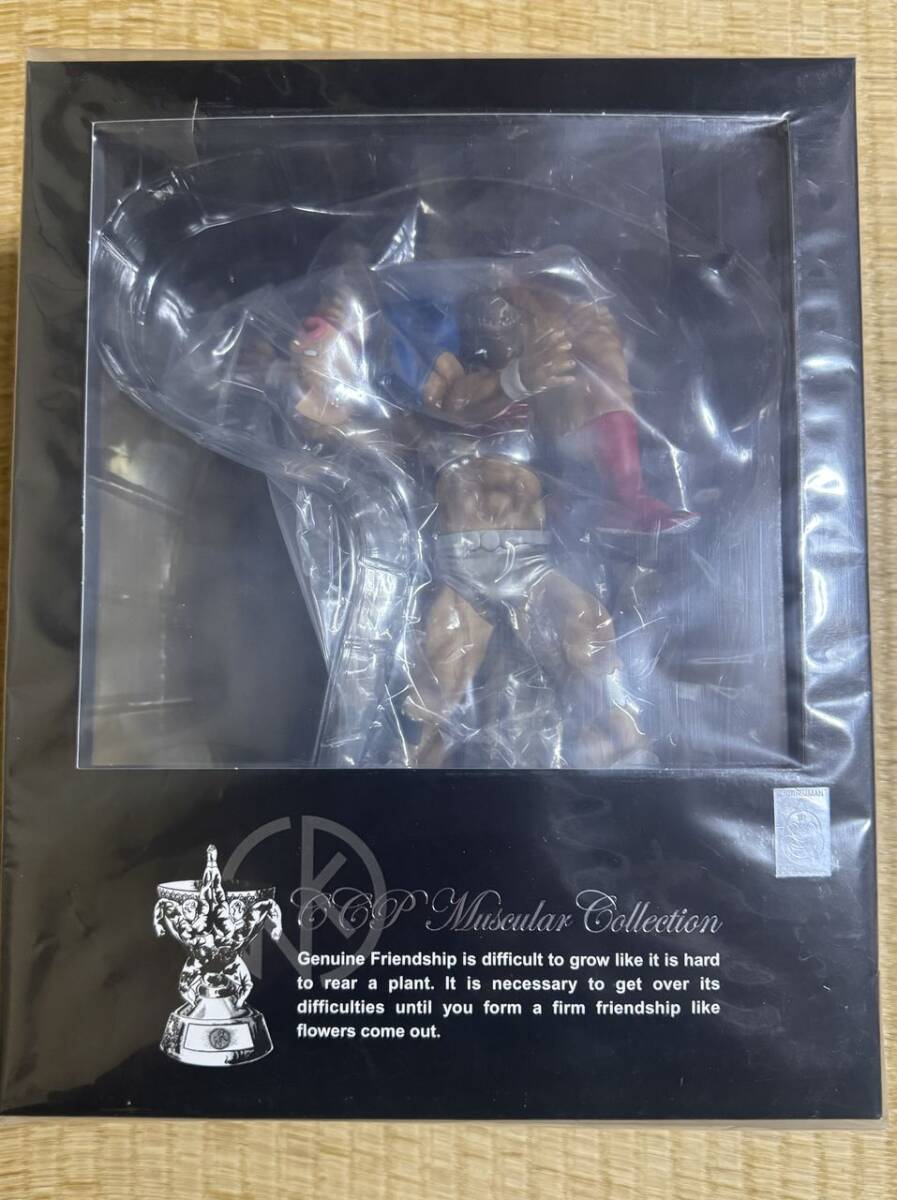 CCP Muscular Collection
Genuine Friendship is difficult to grow like it is hard
to rear a plant. It is necessary to get over its
difficulties until you form a firm friendship like
flowers come out.